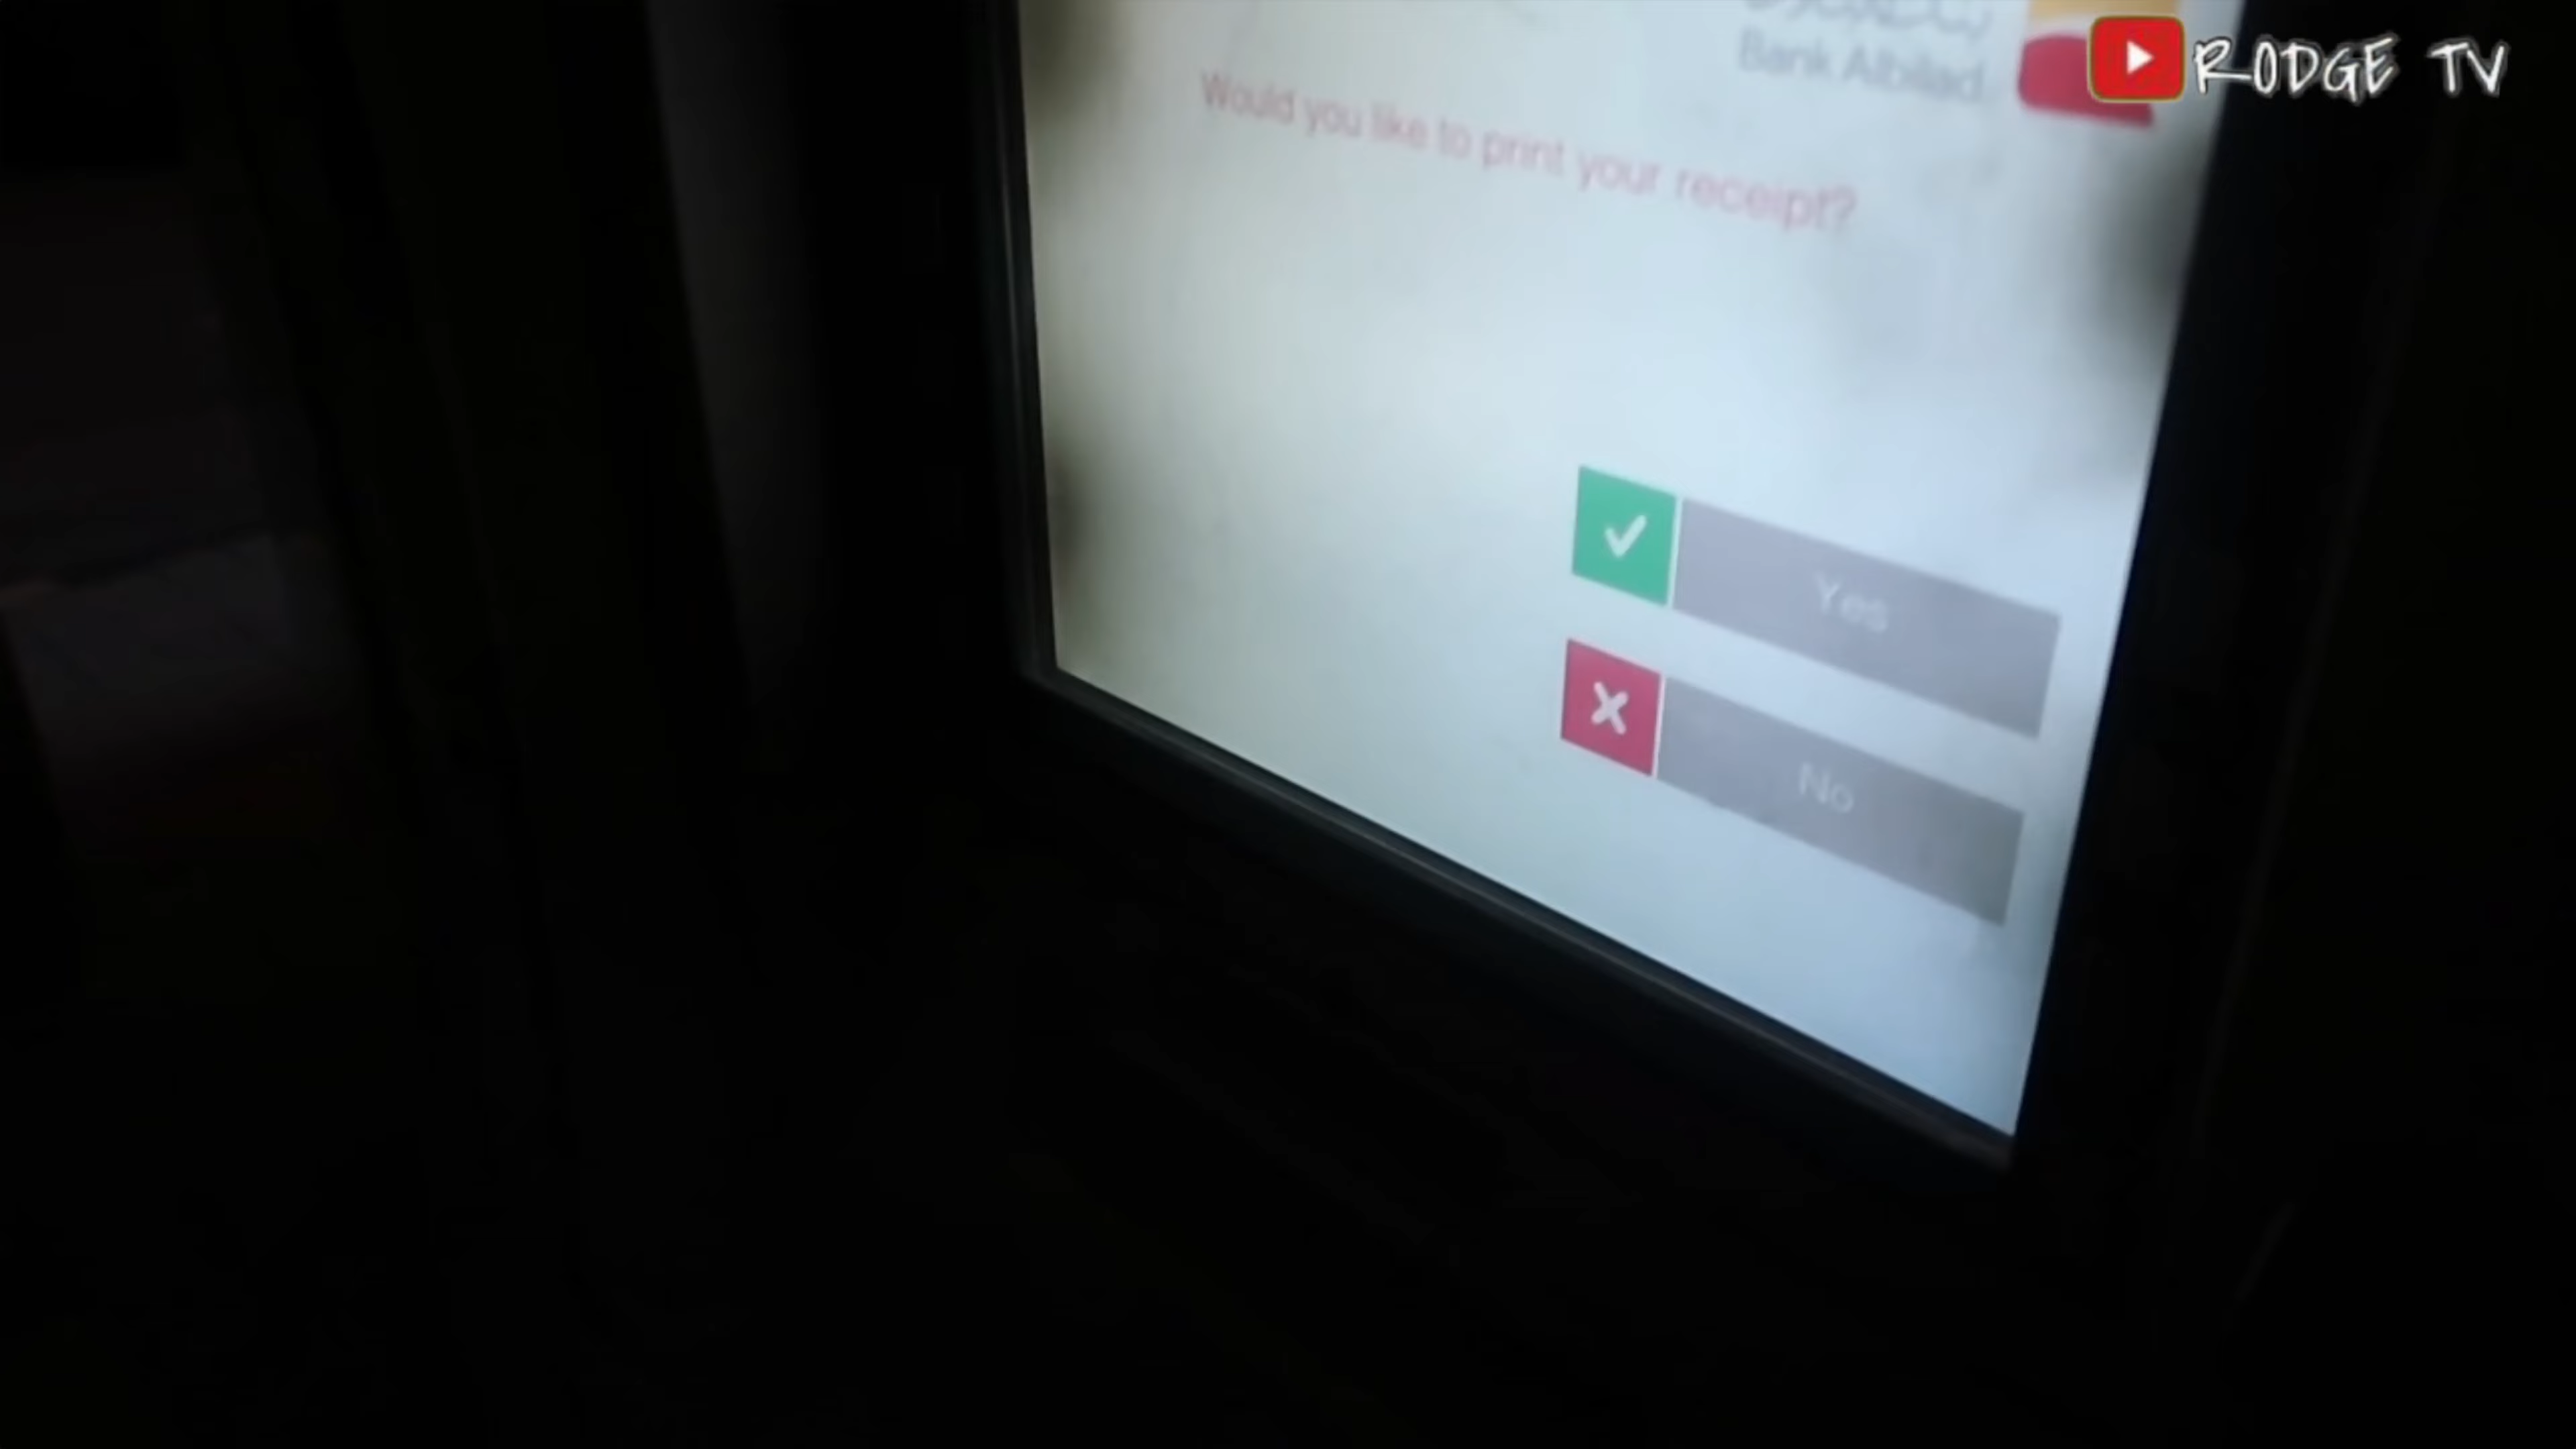 Bank Albilad
RODGE TV
Would you like to print your receipt?
Yes
No